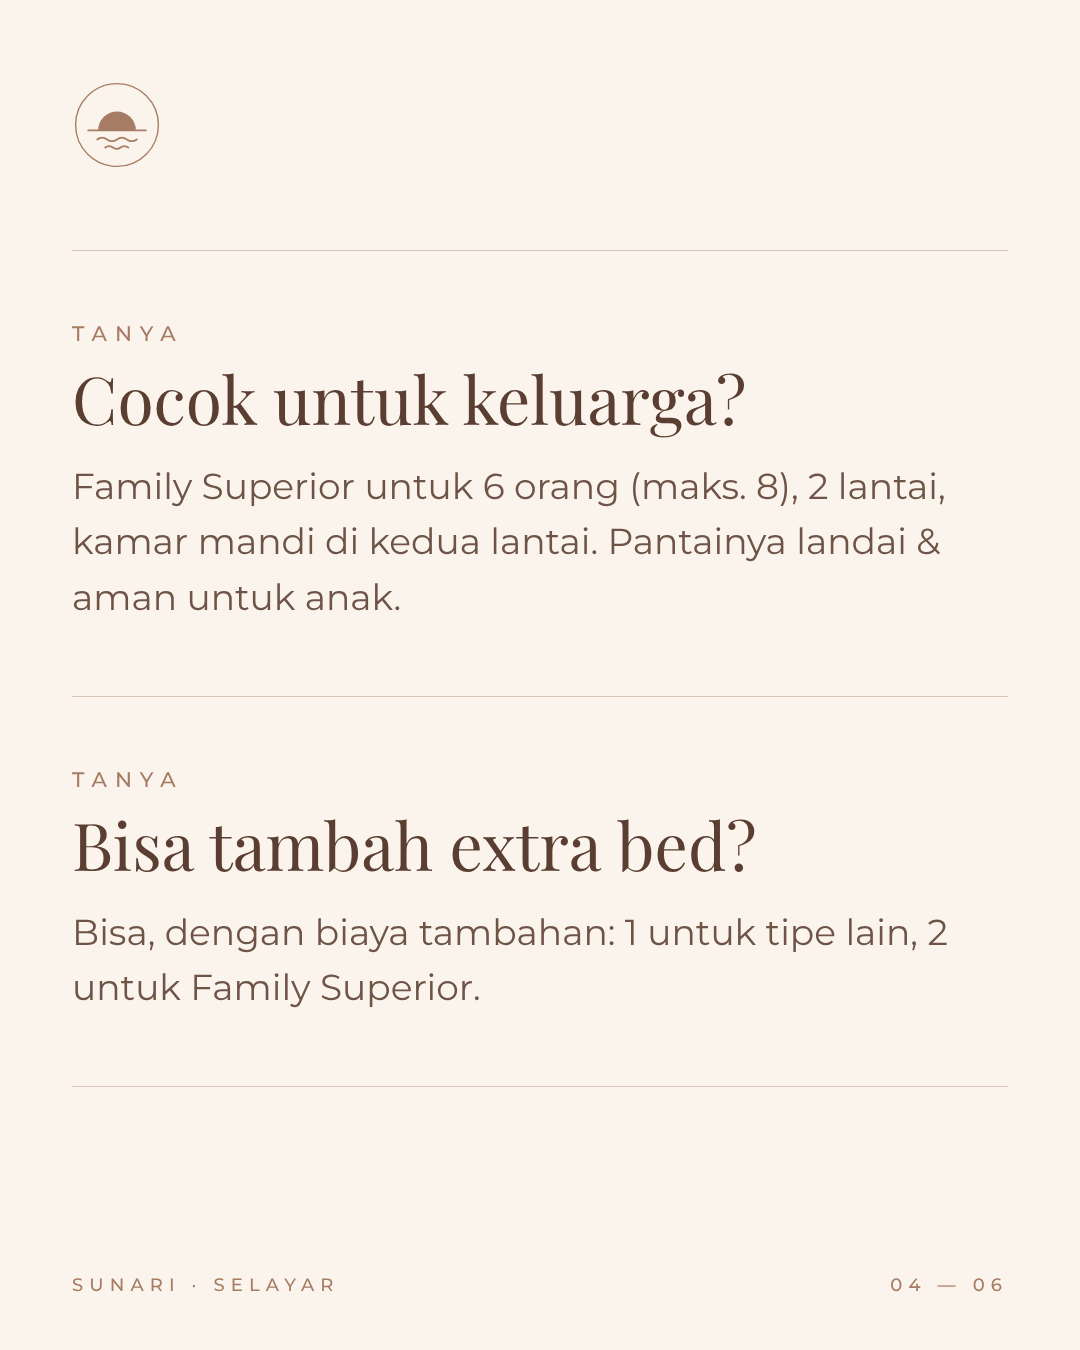 TANYA
Cocok untuk keluarga?
Family Superior untuk 6 orang (maks. 8), 2 lantai,
kamar mandi di kedua lantai. Pantainya landai &
aman untuk anak.
TANYA
Bisa tambah extra bed?
Bisa, dengan biaya tambahan: 1 untuk tipe lain, 2
untuk Family Superior.
SUNARI · SELAYAR
04 — 06